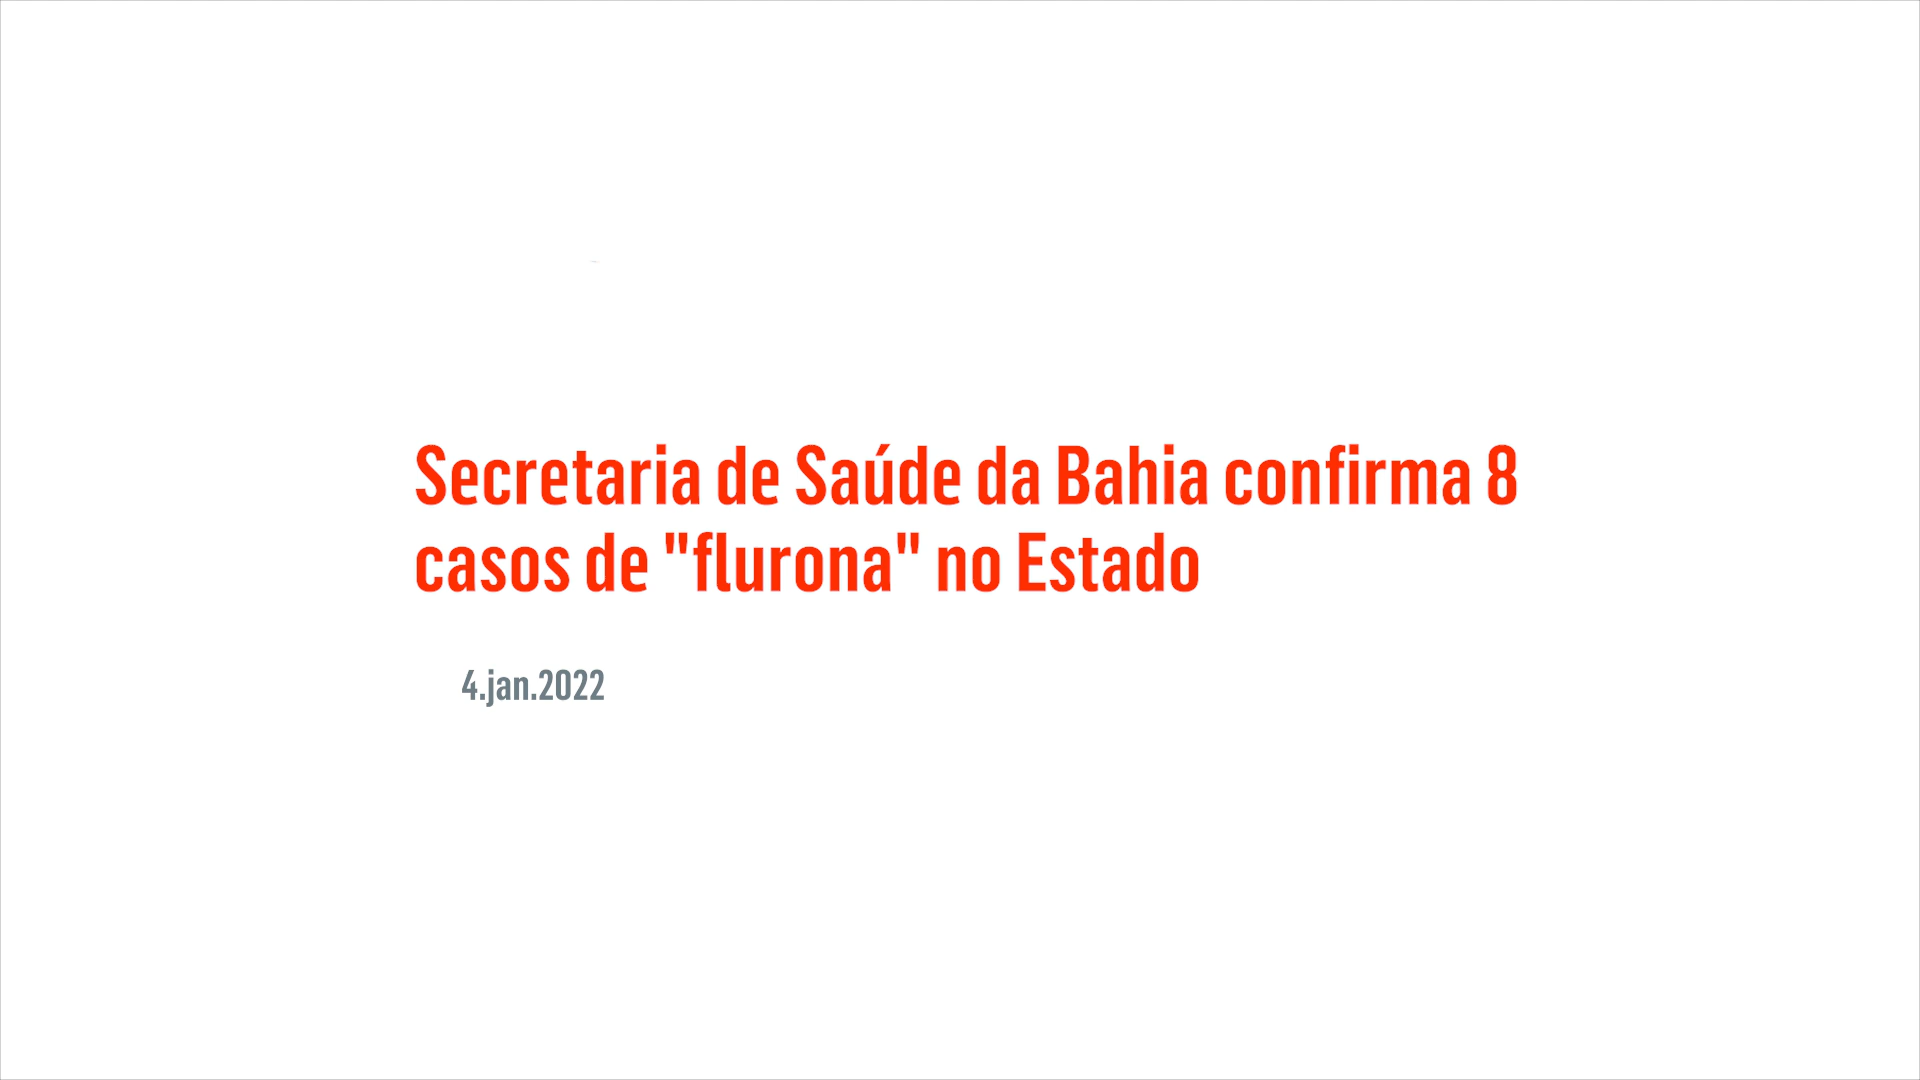 Secretaria de Saúde da Bahia confirma 8
casos de "flurona" no Estado
4.jan.2022